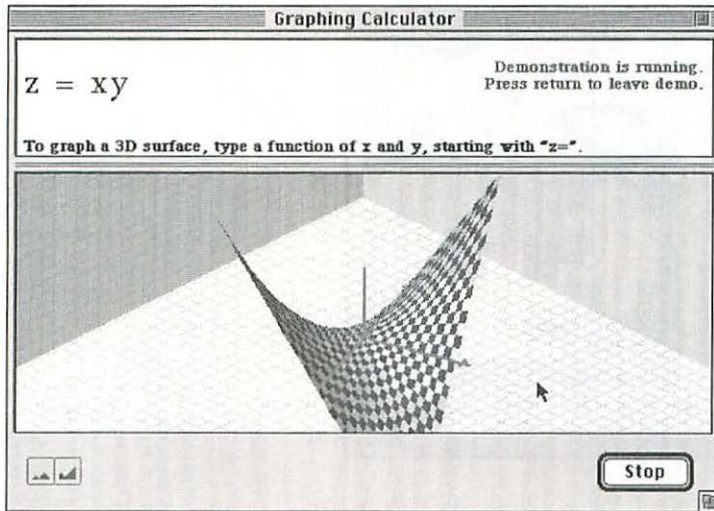 Graphing Calculator
z = xy
Demonstration is running.
Press return to leave demo.
To graph a 3D surface, type a function of x and y, starting with “z=”.
Stop